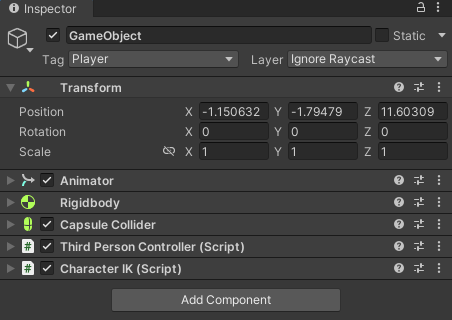 Inspector
GameObject Static
Tag Player Layer Ignore Raycast
Transform
Position X -1.150632 Y -1.79479 Z 11.60309
Rotation X 0 Y 0 Z 0
Scale X 1 Y 1 Z 1
Animator
Rigidbody
Capsule Collider
Third Person Controller (Script)
Character IK (Script)
Add Component